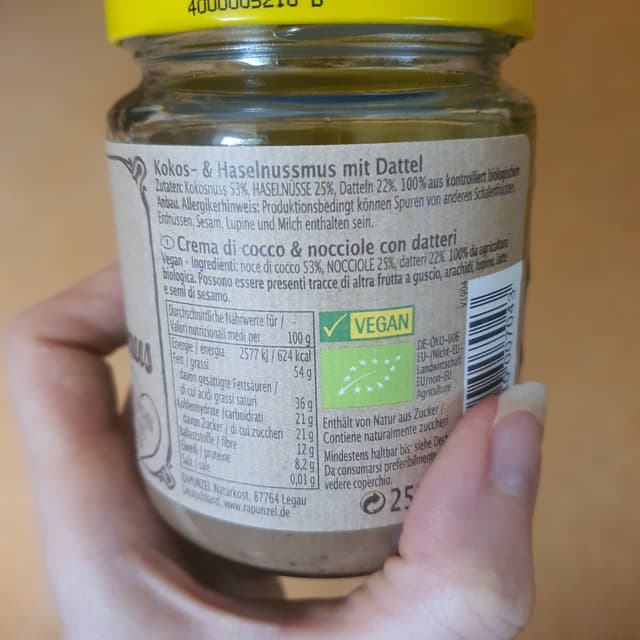 4000005210 B
Kokos- & Haselnussmus mit Dattel
Zutaten: Kokosnuss 53%, HASELNÜSSE 25%, Datteln 22%. 100% aus kontrolliert biologischem
Anbau. Allergikerhinweis: Produktionsbedingt können Spuren von anderen Schalenfrüchten,
Erdnüssen, Sesam, Lupine und Milch enthalten sein.
I Crema di cocco & nocciole con datteri
Vegan - Ingredienti: noce di cocco 53%, NOCCIOLE 25%, datteri 22%. 100% da agricoltura
biologica. Possono essere presenti tracce di altra frutta a guscio, arachidi, lupino, latte
e semi di sesamo.
Durchschnittliche Nährwerte für /
Valori nutrizionali medi per 100 g
Energie / energia 2577 kJ / 624 kcal
Fett / grassi 54 g
davon gesättigte Fettsäuren /
di cui acidi grassi saturi 36 g
Kohlenhydrate / carboidrati 21 g
davon Zucker / di cui zuccheri 21 g
Ballaststoffe / fibre 12 g
Eiweiß / proteine 8,2 g
Salz / sale 0,01 g
RAPUNZEL Naturkost, 87764 Legau
Deutschland, www.rapunzel.de
VEGAN
DE-ÖKO-006
EU-/Nicht-EU-
Landwirtschaft
EU/non-EU
Agriculture
Enthält von Natur aus Zucker /
Contiene naturalmente zuccheri
Mindestens haltbar bis: siehe Deck
Da consumarsi preferibilmente
vedere coperchio.
25
V1904
007043
us